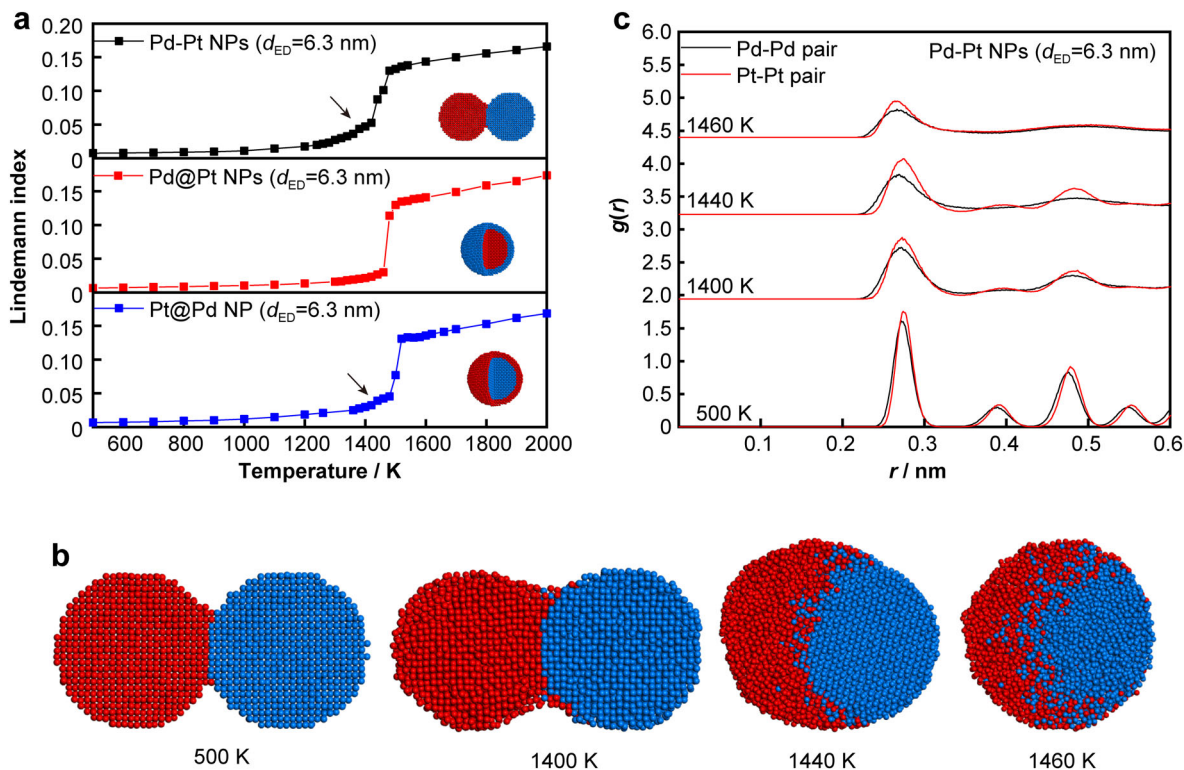 a
0.20
0.15
0.10
0.05
0
Pd-Pt NPs (dED=6.3 nm)
0.15
0.10
0.05
0
Pd@Pt NPs (dED=6.3 nm)
0.15
0.10
0.05
0
Pt@Pd NP (dED=6.3 nm)
Lindemann index
600 800 1000 1200 1400 1600 1800 2000
Temperature / K
c
6.0
5.5
5.0
4.5
4.0
3.5
3.0
2.5
2.0
1.5
1.0
0.5
0
Pd-Pd pair
Pt-Pt pair
Pd-Pt NPs (dED=6.3 nm)
1460 K
1440 K
1400 K
500 K
g(r)
0.1 0.2 0.3 0.4 0.5 0.6
r / nm
b
500 K
1400 K
1440 K
1460 K